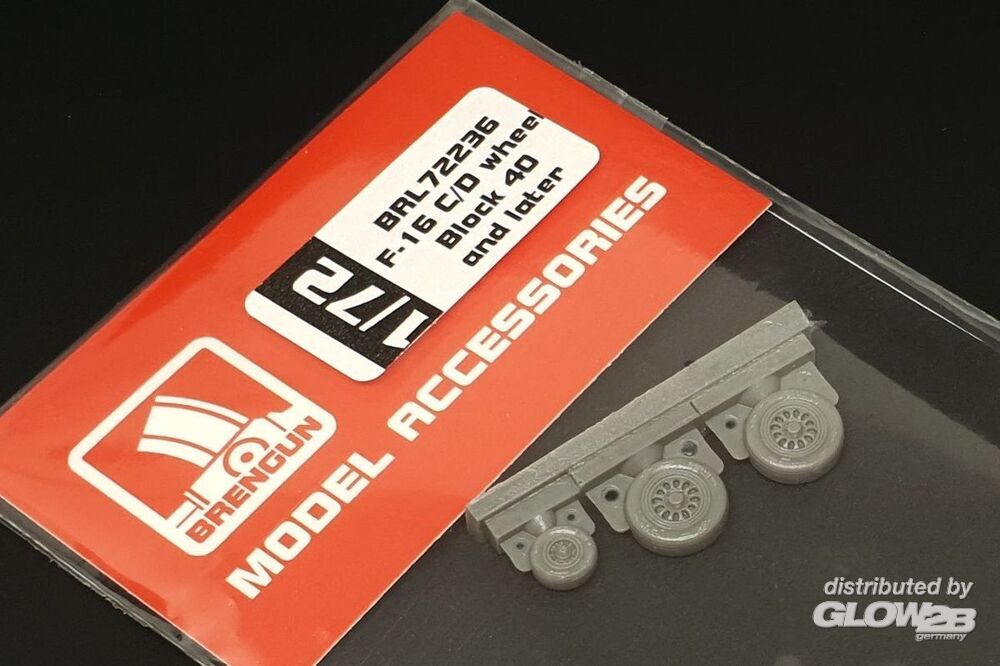 BRL72236
F-16 C/D wheel
Block 40
and later
1/72
BRENGUN
MODEL ACCESSORIES
distributed by
GLOW2B
germany